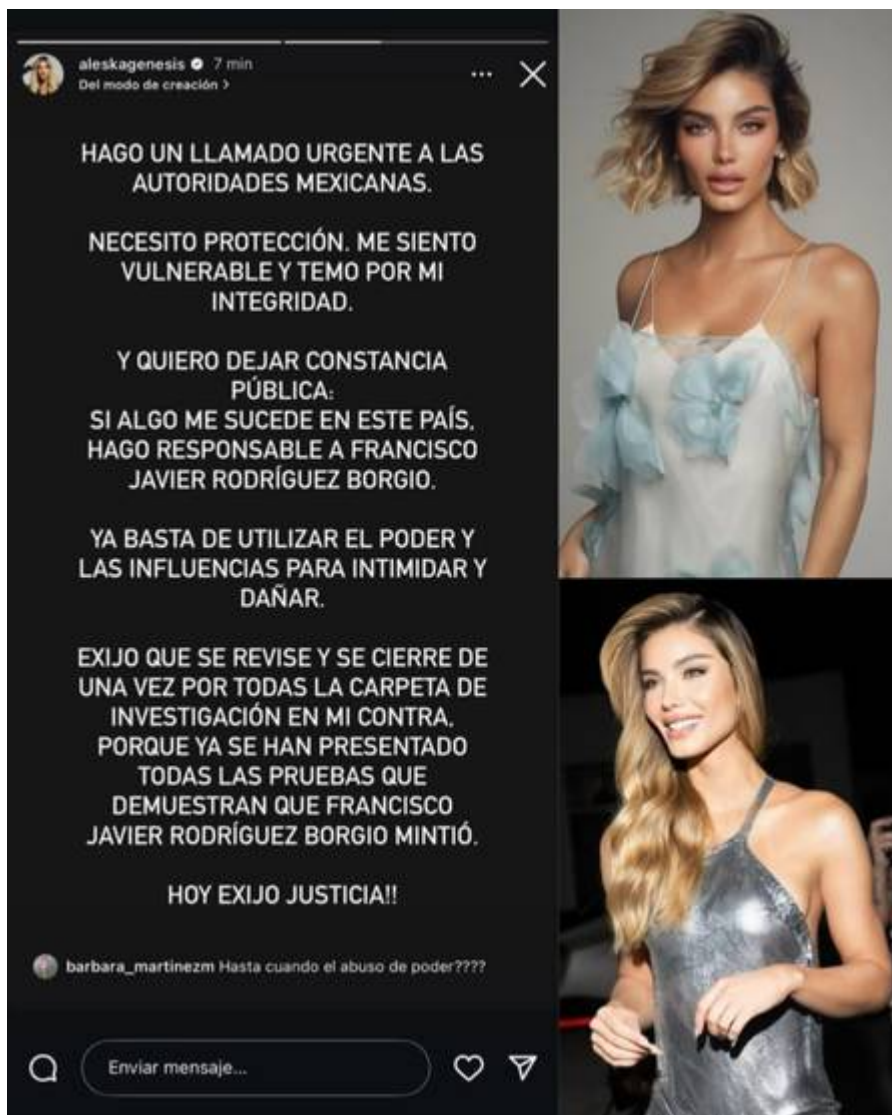 aleskagenesis 7 min
Del modo de creación >
HAGO UN LLAMADO URGENTE A LAS
AUTORIDADES MEXICANAS.
NECESITO PROTECCIÓN. ME SIENTO
VULNERABLE Y TEMO POR MI
INTEGRIDAD.
Y QUIERO DEJAR CONSTANCIA
PÚBLICA:
SI ALGO ME SUCEDE EN ESTE PAÍS,
HAGO RESPONSABLE A FRANCISCO
JAVIER RODRÍGUEZ BORGIO.
YA BASTA DE UTILIZAR EL PODER Y
LAS INFLUENCIAS PARA INTIMIDAR Y
DAÑAR.
EXIJO QUE SE REVISE Y SE CIERRE DE
UNA VEZ POR TODAS LA CARPETA DE
INVESTIGACIÓN EN MI CONTRA,
PORQUE YA SE HAN PRESENTADO
TODAS LAS PRUEBAS QUE
DEMUESTRAN QUE FRANCISCO
JAVIER RODRÍGUEZ BORGIO MINTIÓ.
HOY EXIJO JUSTICIA!!
barbara_martinezm Hasta cuando el abuso de poder????
Enviar mensaje...